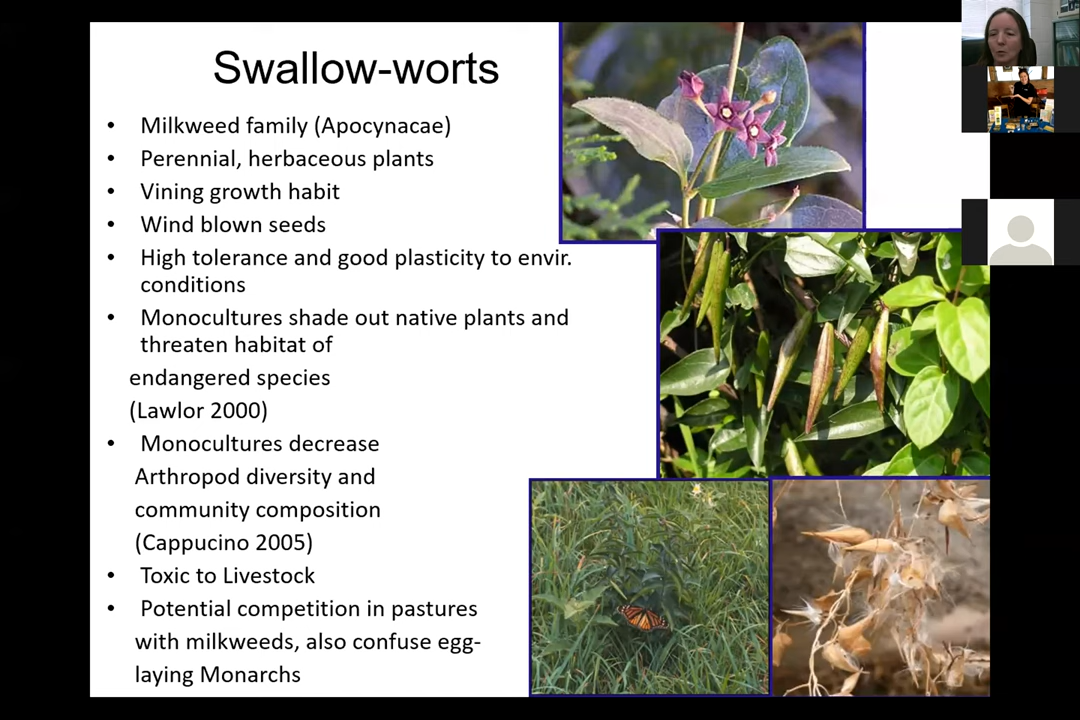 Swallow-worts
• Milkweed family (Apocynacae)
• Perennial, herbaceous plants
• Vining growth habit
• Wind blown seeds
• High tolerance and good plasticity to envir.
conditions
• Monocultures shade out native plants and
threaten habitat of
endangered species
(Lawlor 2000)
• Monocultures decrease
Arthropod diversity and
community composition
(Cappucino 2005)
• Toxic to Livestock
• Potential competition in pastures
with milkweeds, also confuse egg-
laying Monarchs